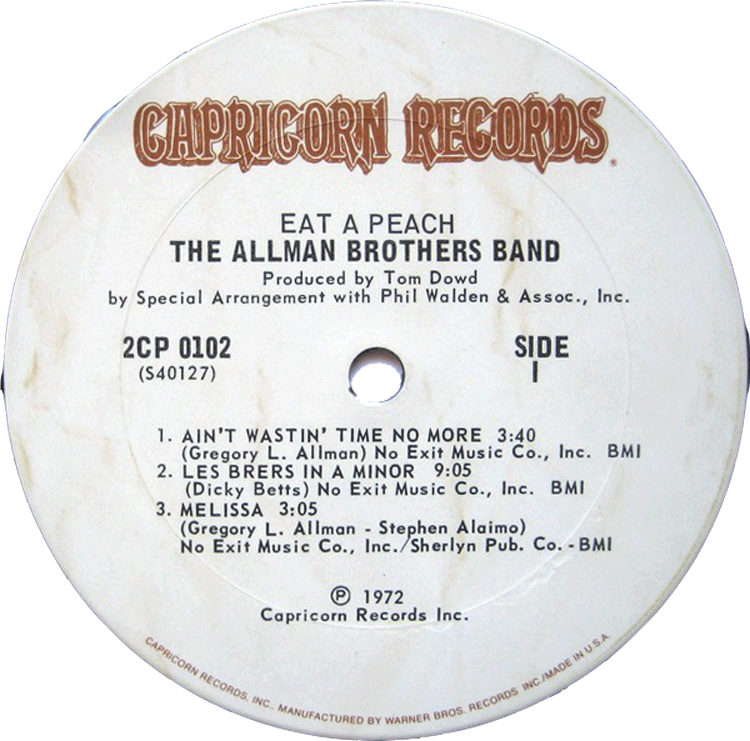 CAPRICORN RECORDS®
EAT A PEACH
THE ALLMAN BROTHERS BAND
Produced by Tom Dowd
by Special Arrangement with Phil Walden & Assoc., Inc.
2CP 0102
(S40127)
SIDE
1
1. AIN'T WASTIN' TIME NO MORE 3:40
(Gregory L. Allman) No Exit Music Co., Inc. BMI
2. LES BRERS IN A MINOR 9:05
(Dicky Betts) No Exit Music Co., Inc. BMI
3. MELISSA 3:05
(Gregory L. Allman - Stephen Alaimo)
No Exit Music Co., Inc./Sherlyn Pub. Co. - BMI
℗ 1972
Capricorn Records Inc.
CAPRICORN RECORDS, INC., MANUFACTURED BY WARNER BROS. RECORDS INC./MADE IN U.S.A.